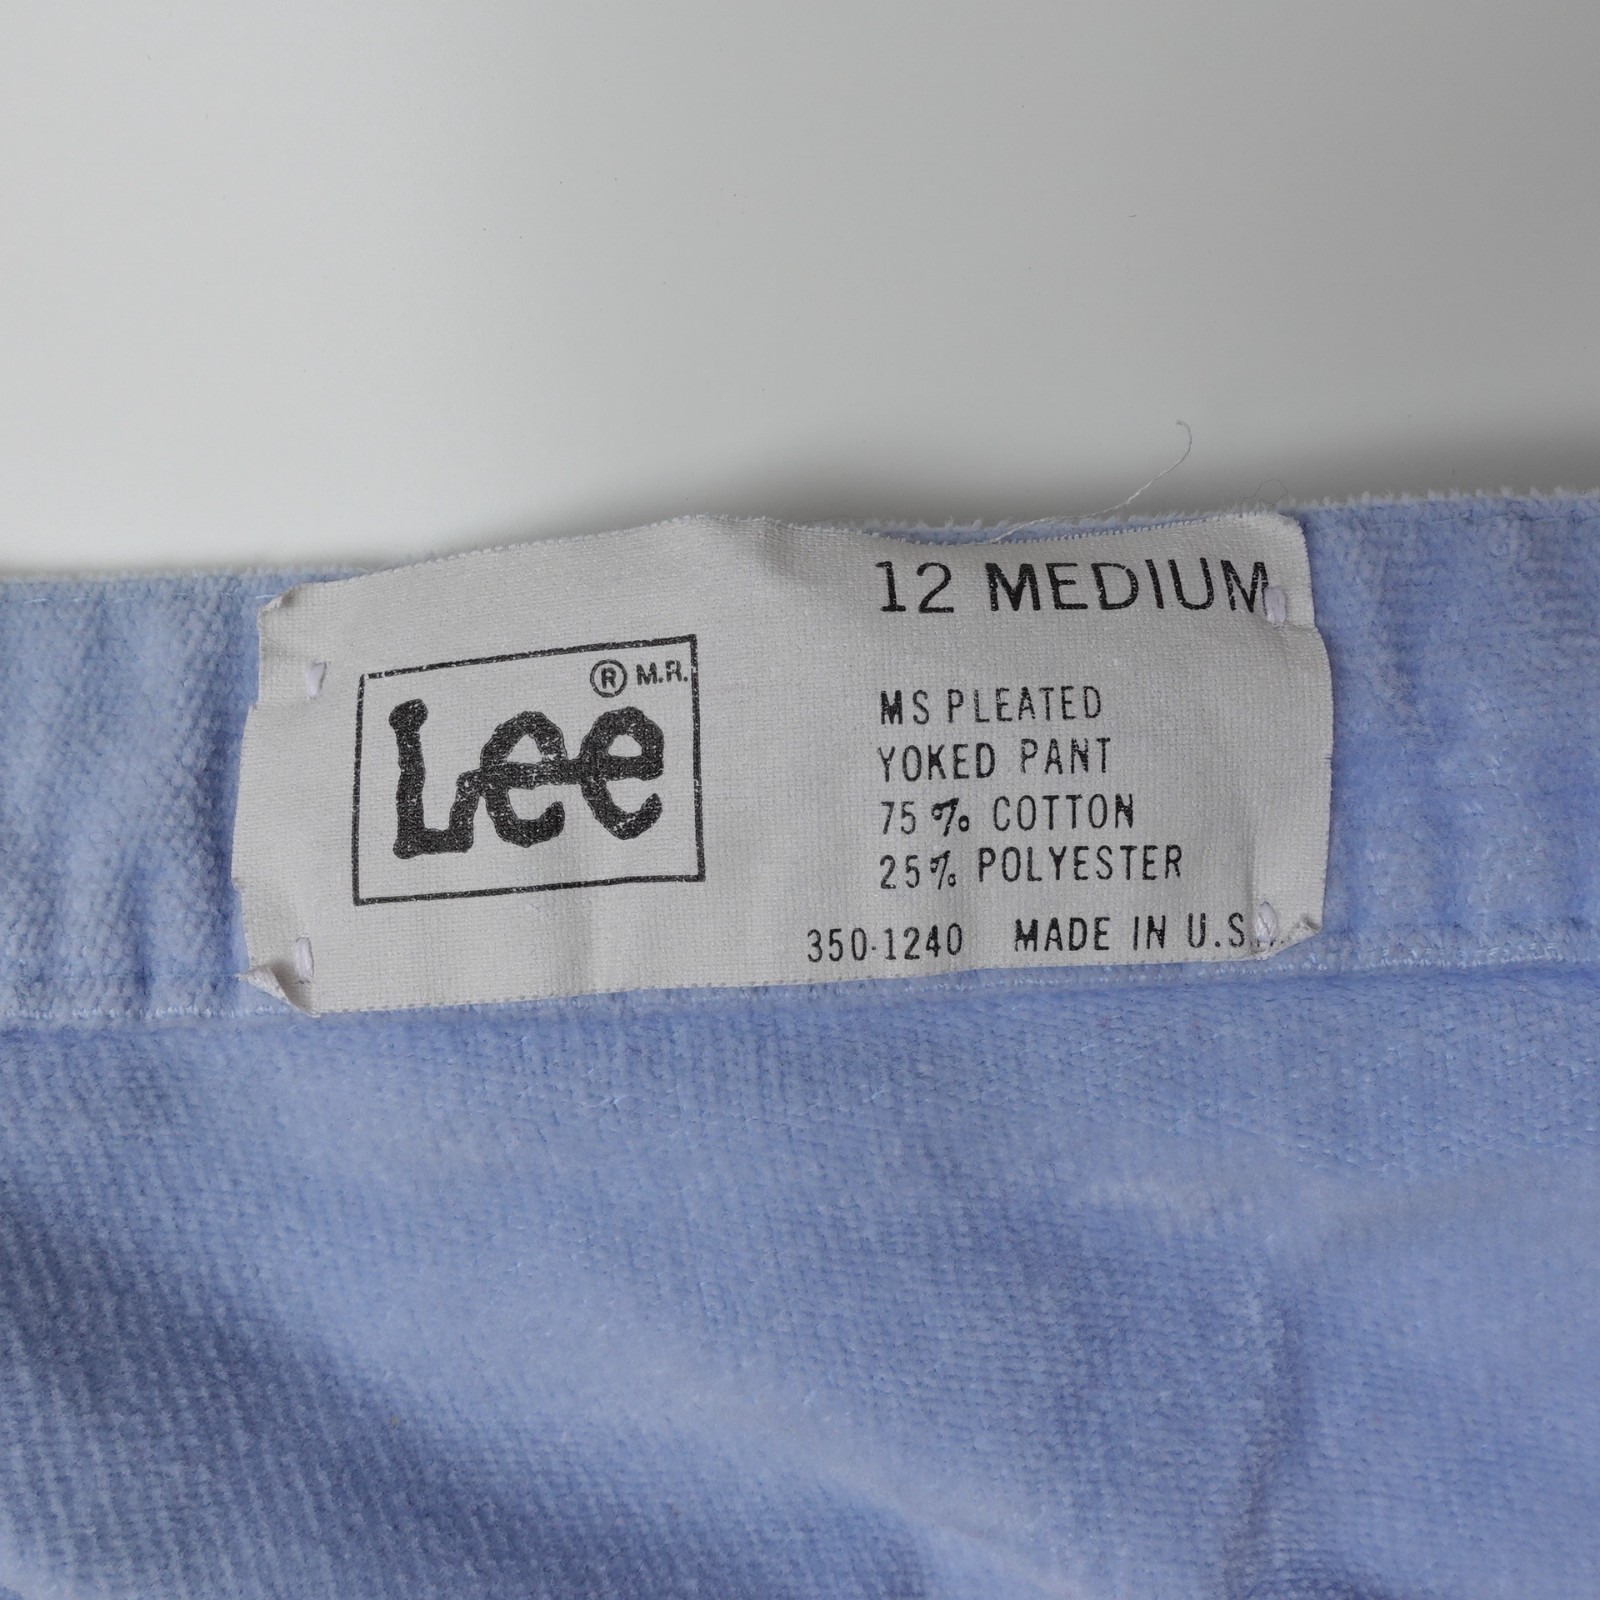 12 MEDIUM
® M.R.
Lee
MS PLEATED
YOKED PANT
75% COTTON
25% POLYESTER
350-1240 MADE IN U.S.